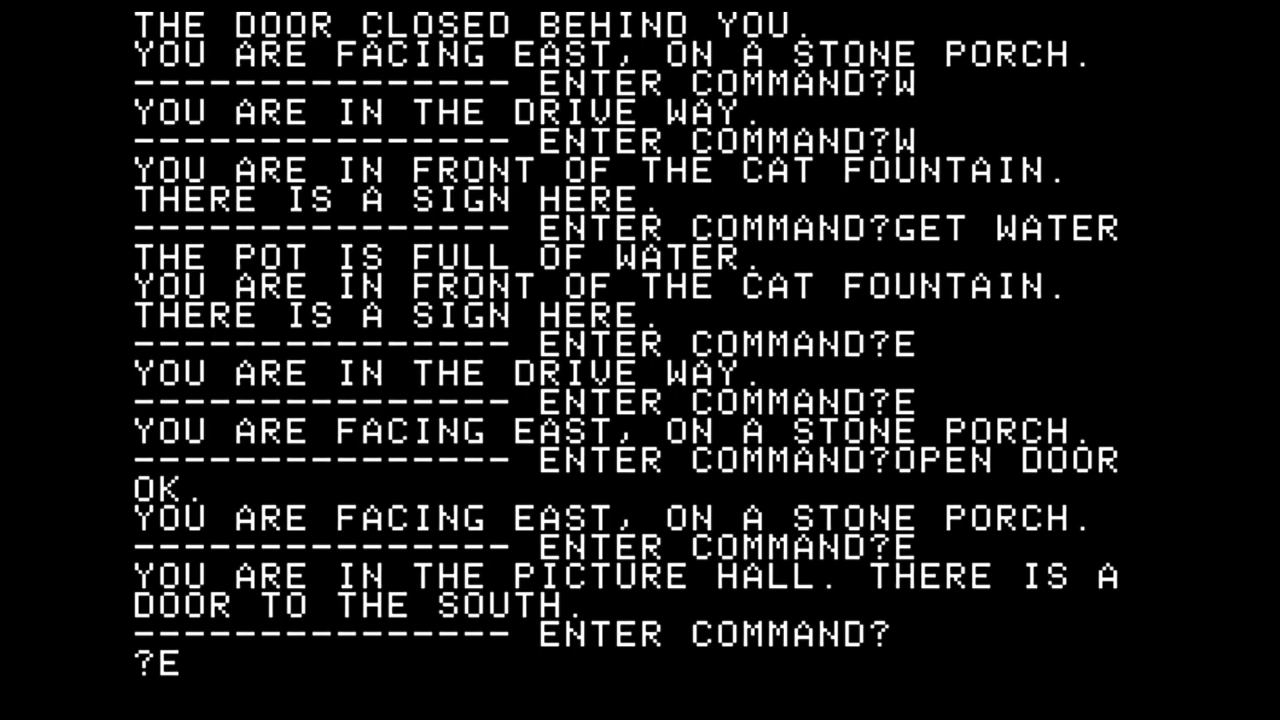 THE DOOR CLOSED BEHIND YOU.
YOU ARE FACING EAST, ON A STONE PORCH.
--------------- ENTER COMMAND?W
YOU ARE IN THE DRIVE WAY.
--------------- ENTER COMMAND?W
YOU ARE IN FRONT OF THE CAT FOUNTAIN.
THERE IS A SIGN HERE.
--------------- ENTER COMMAND?GET WATER
THE POT IS FULL OF WATER.
YOU ARE IN FRONT OF THE CAT FOUNTAIN.
THERE IS A SIGN HERE.
--------------- ENTER COMMAND?E
YOU ARE IN THE DRIVE WAY.
--------------- ENTER COMMAND?E
YOU ARE FACING EAST, ON A STONE PORCH.
--------------- ENTER COMMAND?OPEN DOOR
OK.
YOU ARE FACING EAST, ON A STONE PORCH.
--------------- ENTER COMMAND?E
YOU ARE IN THE PICTURE HALL. THERE IS A
DOOR TO THE SOUTH.
--------------- ENTER COMMAND?
?E